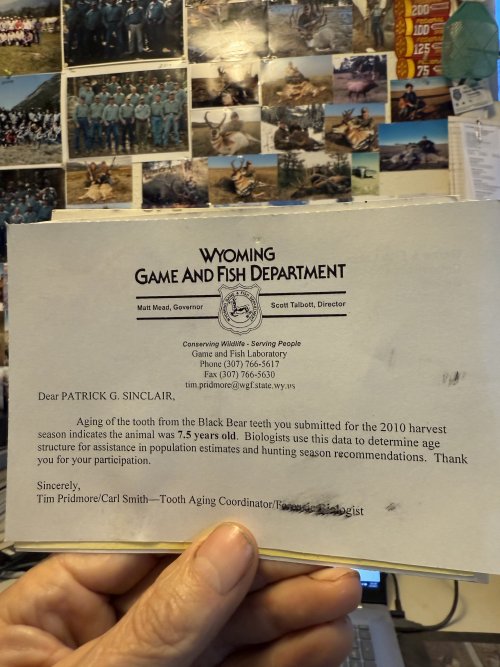 200
100
125
75
WYOMING
GAME AND FISH DEPARTMENT
Matt Mead, Governor
Scott Talbott, Director
Conserving Wildlife - Serving People
Game and Fish Laboratory
Phone (307) 766-5617
Fax (307) 766-5630
tim.pridmore@wgf.state.wy.us
Dear PATRICK G. SINCLAIR,
Aging of the tooth from the Black Bear teeth you submitted for the 2010 harvest
season indicates the animal was 7.5 years old. Biologists use this data to determine age
structure for assistance in population estimates and hunting season recommendations. Thank
you for your participation.
Sincerely,
Tim Pridmore/Carl Smith—Tooth Aging Coordinator/